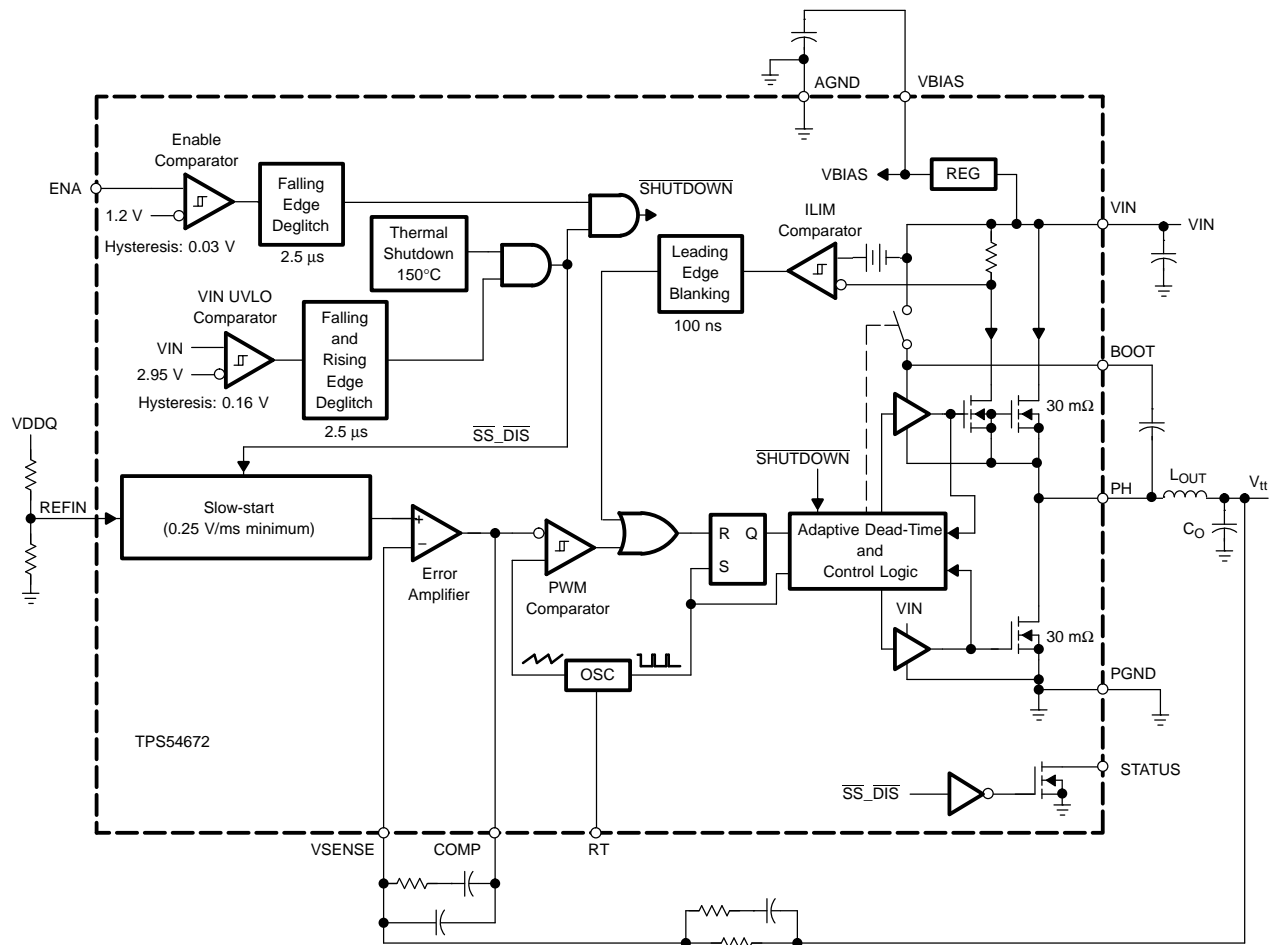 AGND
VBIAS
Enable
Comparator
ENA
1.2 V
Hysteresis: 0.03 V
Falling
Edge
Deglitch
2.5 μs
SHUTDOWN
VBIAS
REG
VIN
VIN
Thermal
Shutdown
150°C
Leading
Edge
Blanking
100 ns
ILIM
Comparator
VIN UVLO
Comparator
VIN
2.95 V
Hysteresis: 0.16 V
Falling
and
Rising
Edge
Deglitch
2.5 μs
BOOT
30 mΩ
VDDQ
SS_DIS
SHUTDOWN
REFIN
Slow-start
(0.25 V/ms minimum)
+
−
Error
Amplifier
PWM
Comparator
R Q
S
Adaptive Dead-Time
and
Control Logic
PH
LOUT
Vtt
CO
VIN
30 mΩ
OSC
PGND
TPS54672
SS_DIS
STATUS
VSENSE
COMP
RT